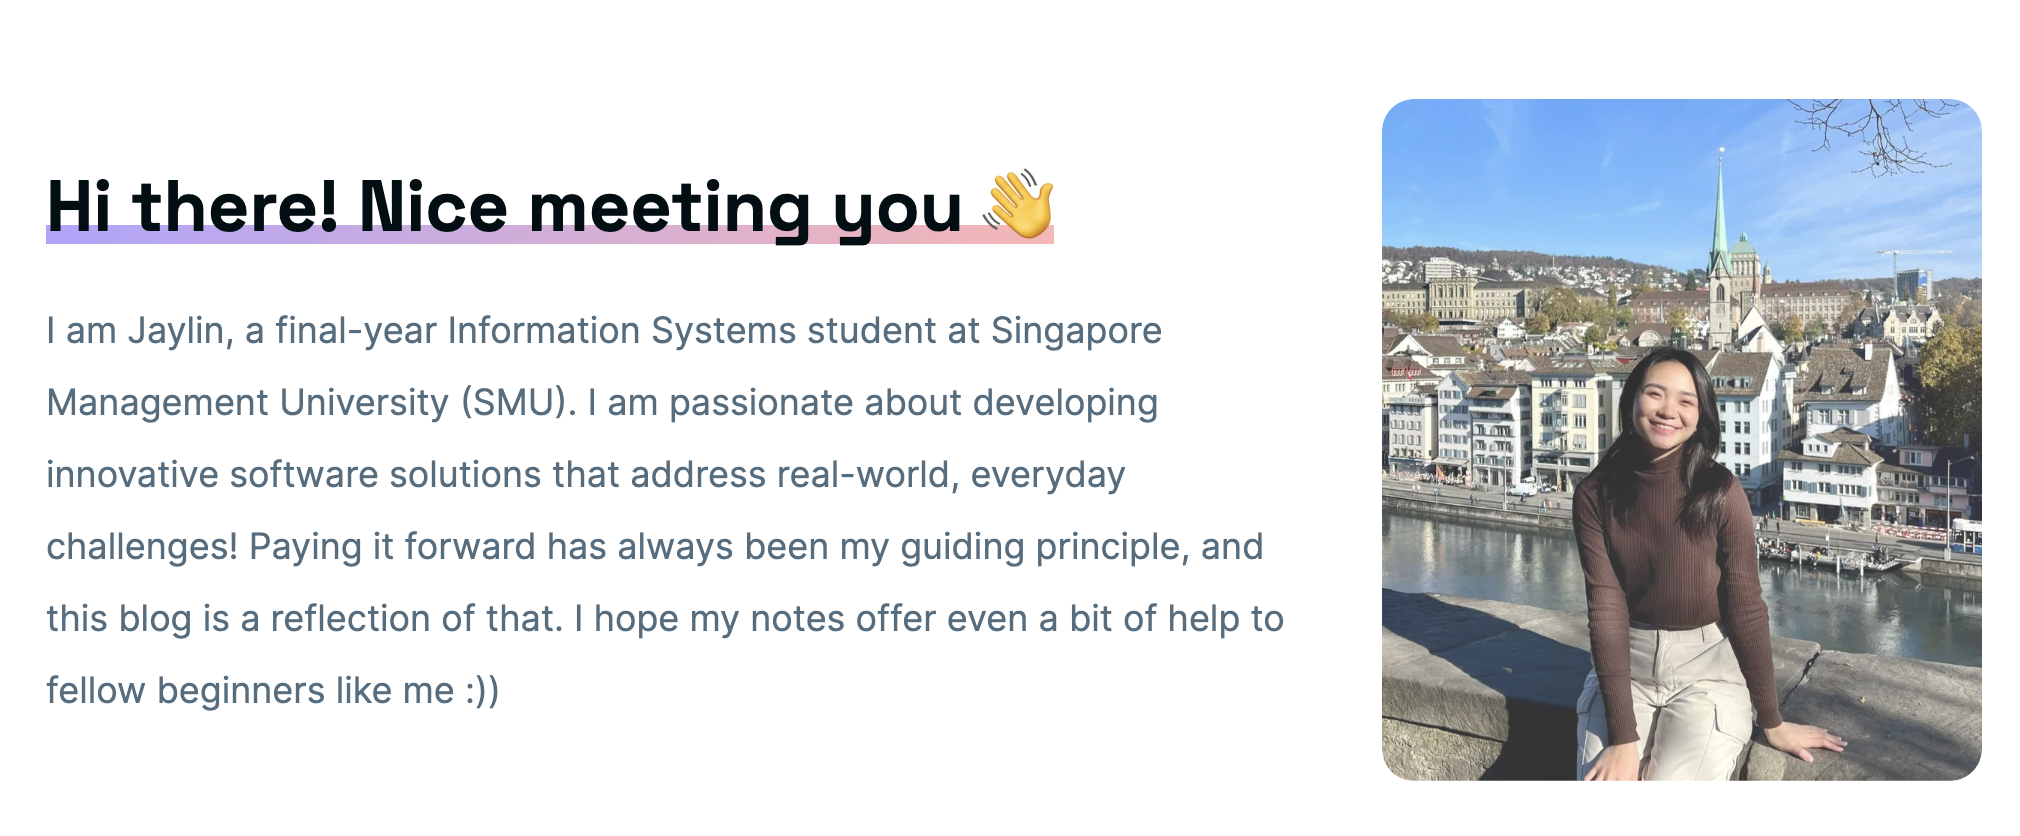 Hi there! Nice meeting you 👋
I am Jaylin, a final-year Information Systems student at Singapore
Management University (SMU). I am passionate about developing
innovative software solutions that address real-world, everyday
challenges! Paying it forward has always been my guiding principle, and
this blog is a reflection of that. I hope my notes offer even a bit of help to
fellow beginners like me :))